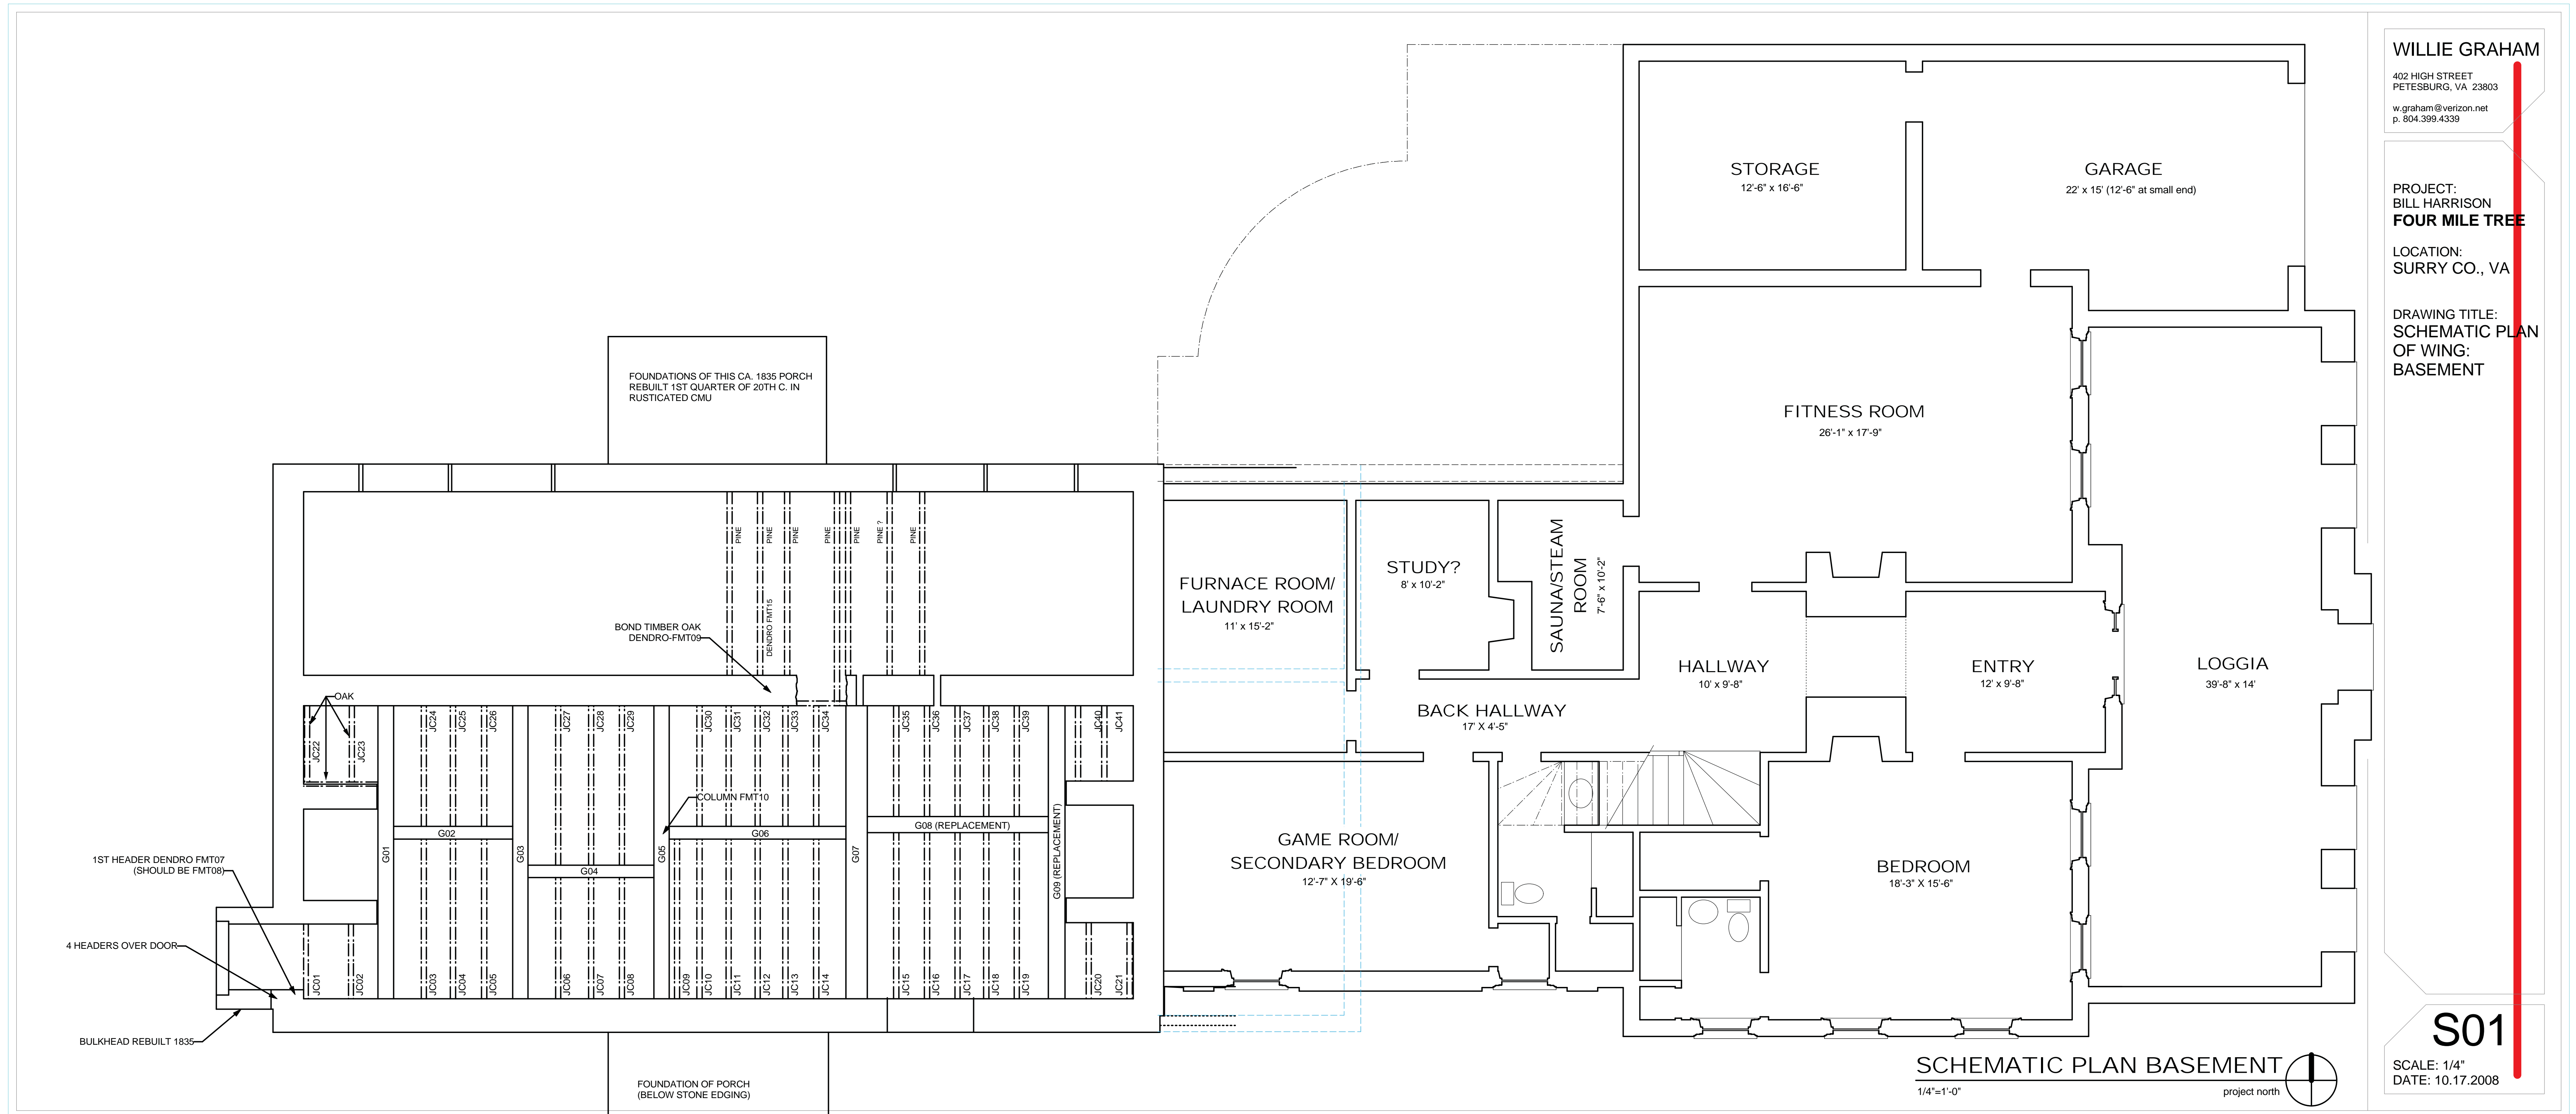 WILLIE GRAHAM
402 HIGH STREET
PETESBURG, VA 23803
w.graham@verizon.net
p. 804.399.4339
PROJECT:
BILL HARRISON
FOUR MILE TREE
LOCATION:
SURRY CO., VA
DRAWING TITLE:
SCHEMATIC PLAN
OF WING:
BASEMENT
S01
SCALE: 1/4"
DATE: 10.17.2008
STORAGE
12'-6" x 16'-6"
GARAGE
22' x 15' (12'-6" at small end)
FOUNDATIONS OF THIS CA. 1835 PORCH
REBUILT 1ST QUARTER OF 20TH C. IN
RUSTICATED CMU
FITNESS ROOM
26'-1" x 17'-9"
PINE
PINE
PINE
PINE
PINE
PINE ?
PINE
DENDRO FMT15
FURNACE ROOM/
LAUNDRY ROOM
11' x 15'-2"
STUDY?
8' x 10'-2"
SAUNA/STEAM
ROOM
7'-6" x 10'-2"
BOND TIMBER OAK
DENDRO-FMT09
HALLWAY
10' x 9'-8"
ENTRY
12' x 9'-8"
LOGGIA
39'-8" x 14'
BACK HALLWAY
17' X 4'-5"
OAK
JC22
JC23
JC24
JC25
JC26
JC27
JC28
JC29
JC30
JC31
JC32
JC33
JC34
JC35
JC36
JC37
JC38
JC39
JC40
JC41
COLUMN FMT10
G01
G02
G03
G04
G05
G06
G07
G08 (REPLACEMENT)
G09 (REPLACEMENT)
GAME ROOM/
SECONDARY BEDROOM
12'-7" X 19'-6"
BEDROOM
18'-3" X 15'-6"
1ST HEADER DENDRO FMT07
(SHOULD BE FMT08)
4 HEADERS OVER DOOR
BULKHEAD REBUILT 1835
JC01
JC02
JC03
JC04
JC05
JC06
JC07
JC08
JC09
JC10
JC11
JC12
JC13
JC14
JC15
JC16
JC17
JC18
JC19
JC20
JC21
FOUNDATION OF PORCH
(BELOW STONE EDGING)
SCHEMATIC PLAN BASEMENT
1/4"=1'-0"
project north